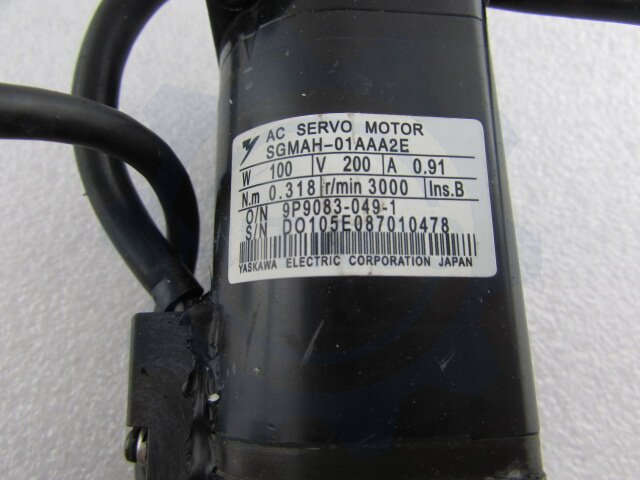 AC SERVO MOTOR
SGMAH-01AAA2E
W 100 V 200 A 0.91
N.m 0.318 r/min 3000 Ins.B
O/N 9P9083-049-1
S/N DO105E087010478
YASKAWA ELECTRIC CORPORATION JAPAN